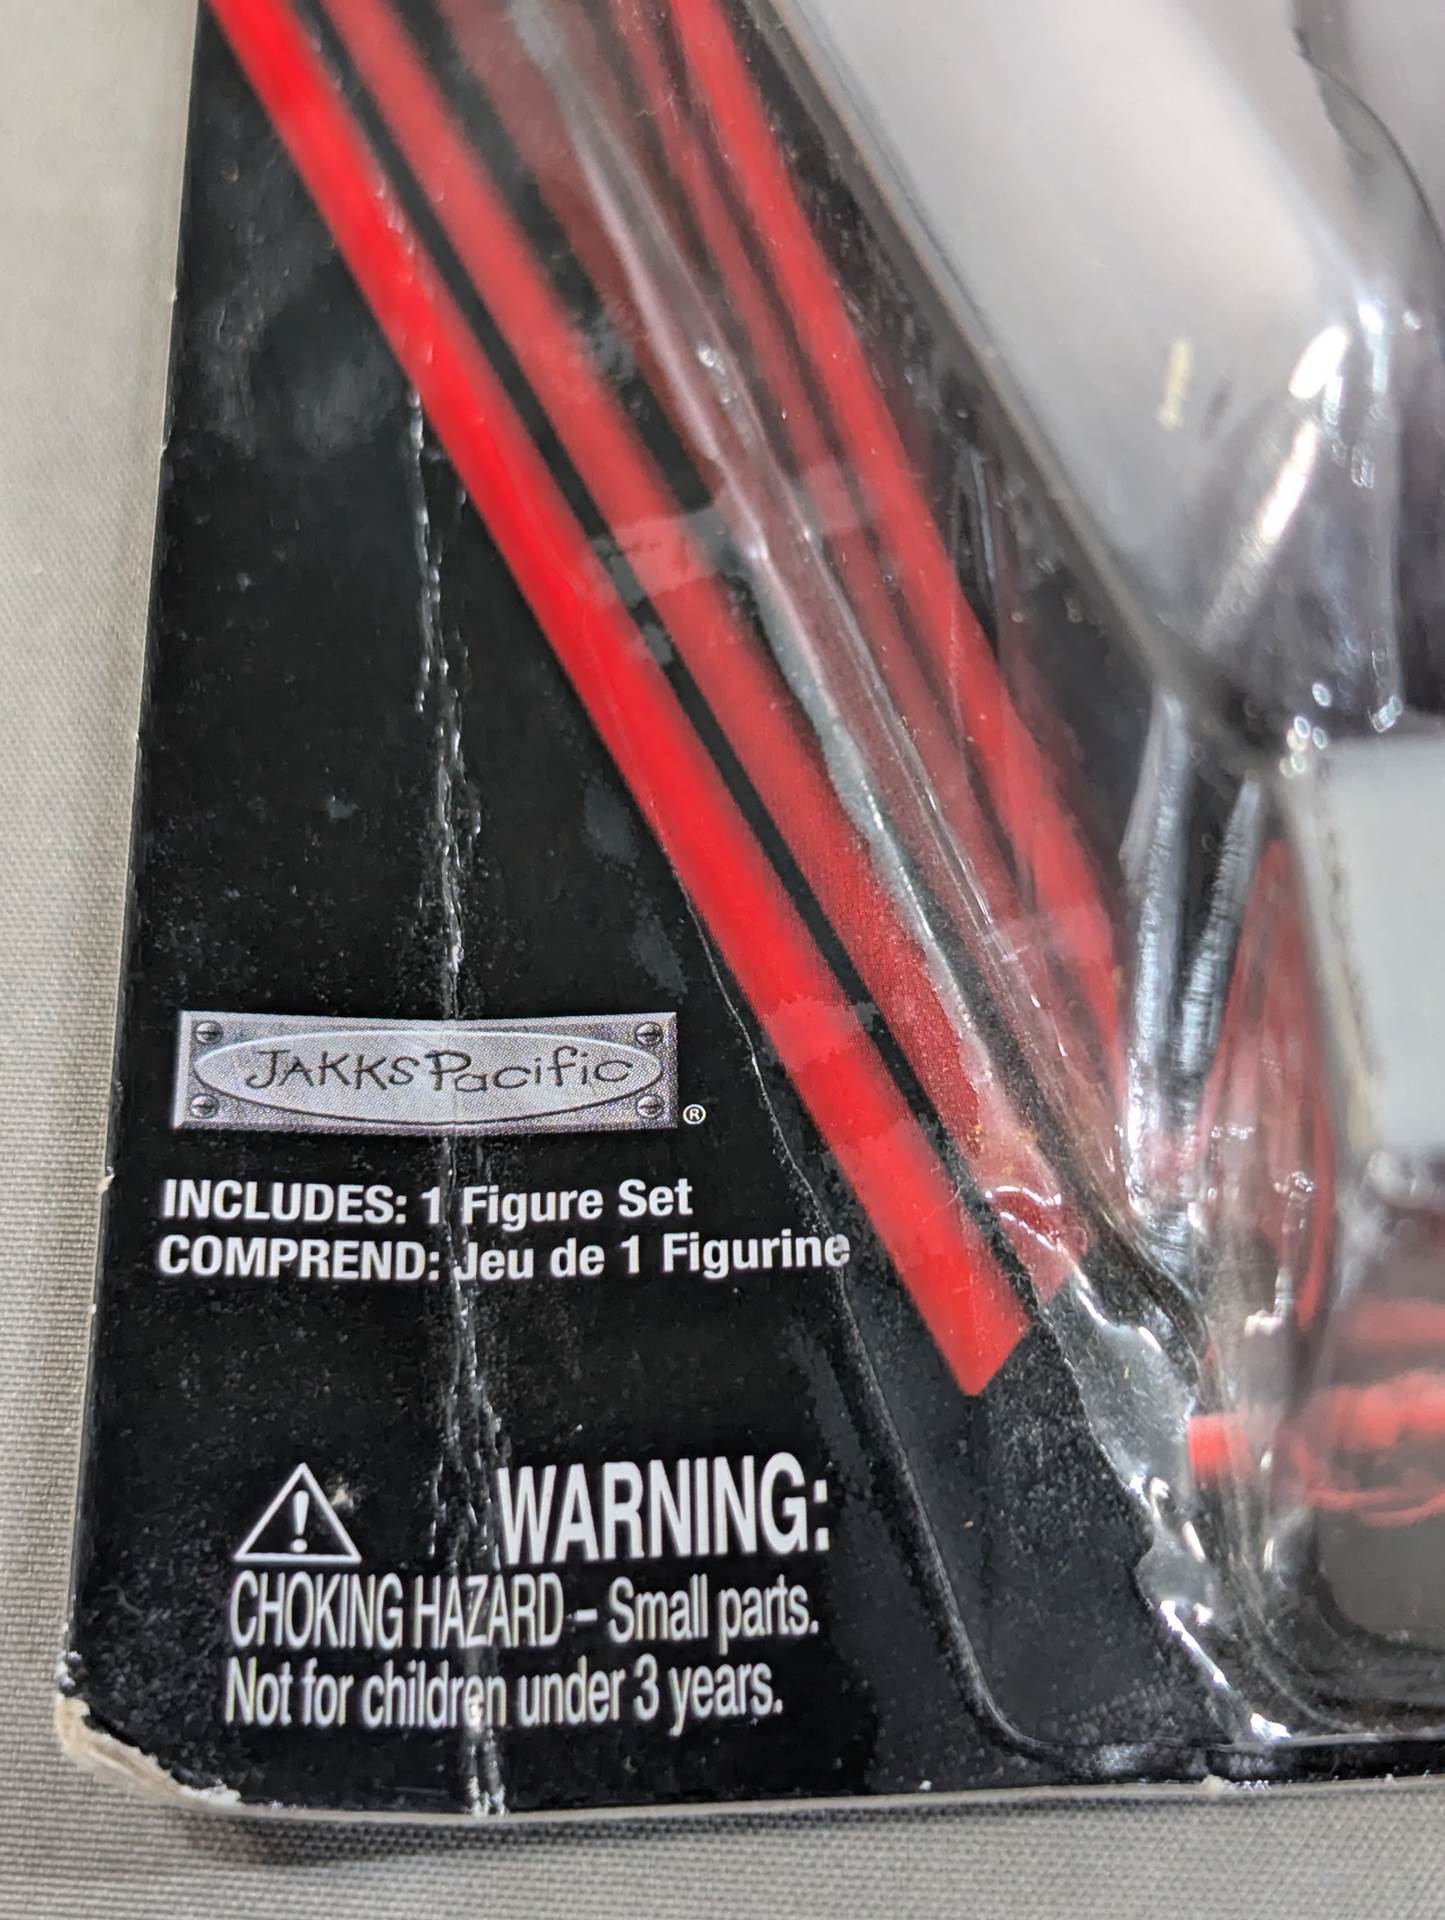 JAKKS Pacific
®
INCLUDES: 1 Figure Set
COMPREND: Jeu de 1 Figurine
WARNING:
CHOKING HAZARD – Small parts.
Not for children under 3 years.